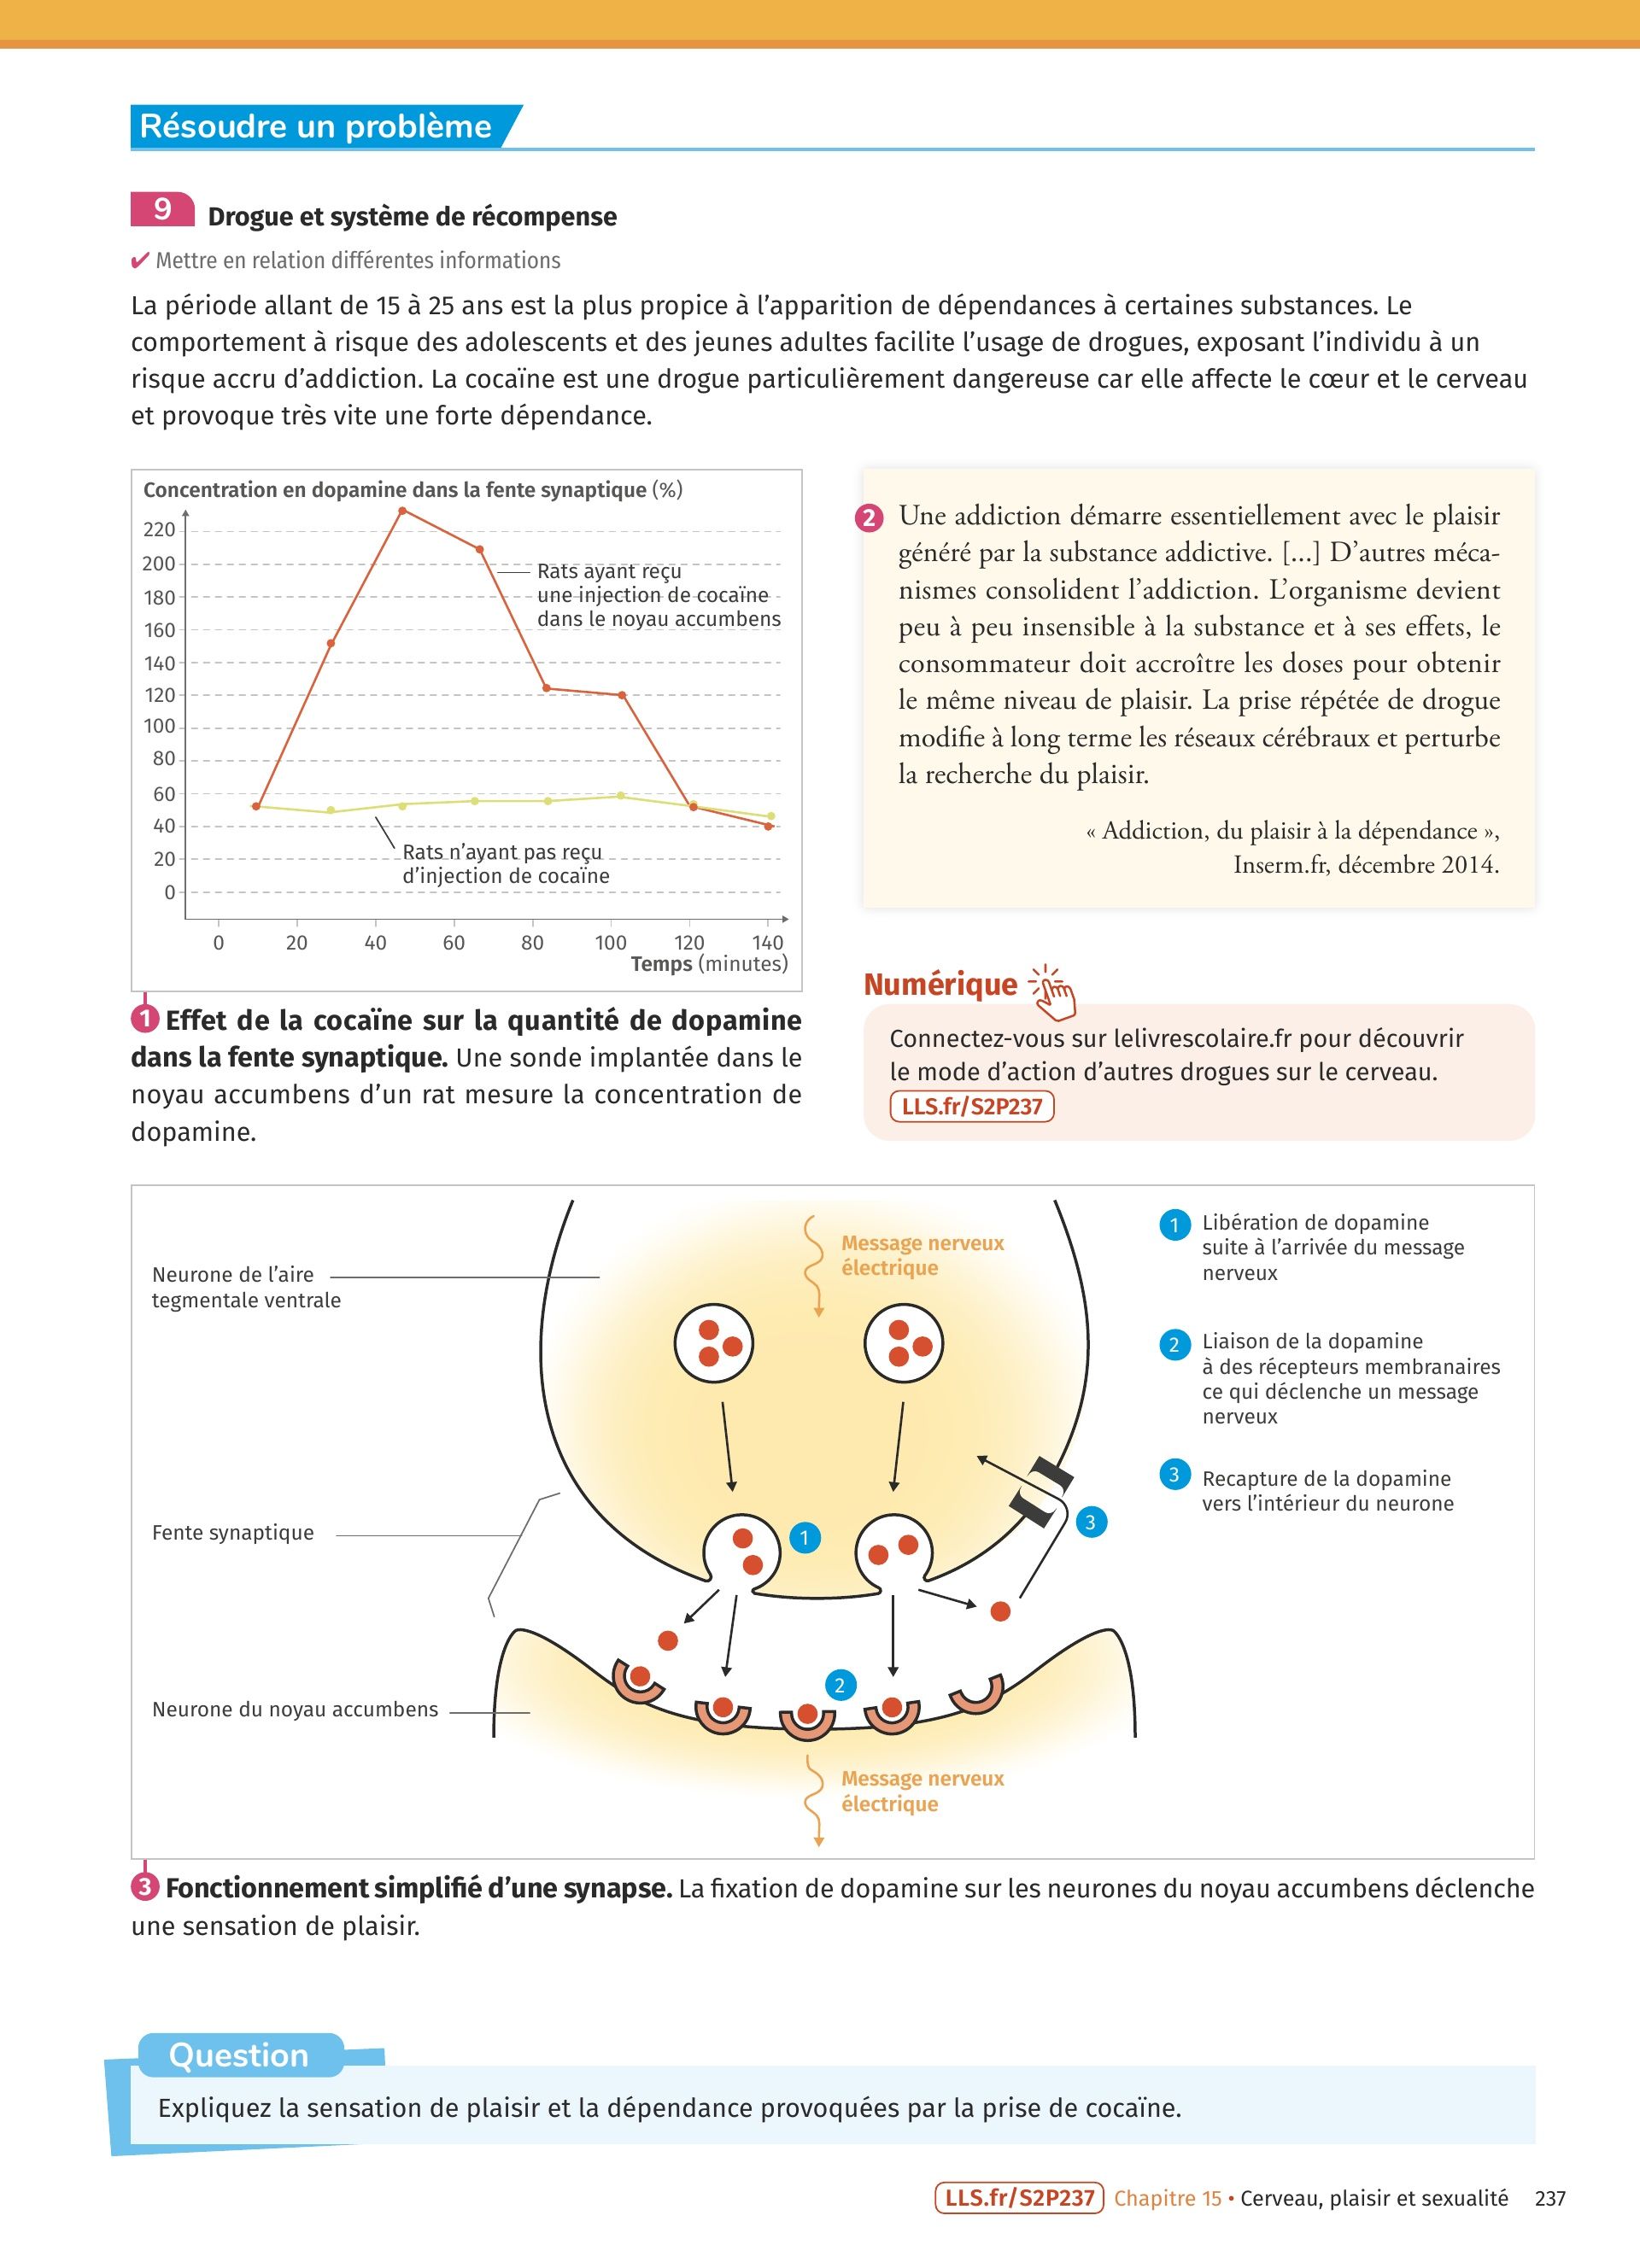 Résoudre un problème
9 Drogue et système de récompense
✔ Mettre en relation différentes informations
La période allant de 15 à 25 ans est la plus propice à l’apparition de dépendances à certaines substances. Le
comportement à risque des adolescents et des jeunes adultes facilite l’usage de drogues, exposant l’individu à un
risque accru d’addiction. La cocaïne est une drogue particulièrement dangereuse car elle affecte le cœur et le cerveau
et provoque très vite une forte dépendance.
Concentration en dopamine dans la fente synaptique (%)
220
200
180
160
140
120
100
80
60
40
20
0
Rats ayant reçu
une injection de cocaïne
dans le noyau accumbens
Rats n’ayant pas reçu
d’injection de cocaïne
0 20 40 60 80 100 120 140
Temps (minutes)
1 Effet de la cocaïne sur la quantité de dopamine
dans la fente synaptique. Une sonde implantée dans le
noyau accumbens d’un rat mesure la concentration de
dopamine.
2 Une addiction démarre essentiellement avec le plaisir
généré par la substance addictive. [...] D’autres méca-
nismes consolident l’addiction. L’organisme devient
peu à peu insensible à la substance et à ses effets, le
consommateur doit accroître les doses pour obtenir
le même niveau de plaisir. La prise répétée de drogue
modifie à long terme les réseaux cérébraux et perturbe
la recherche du plaisir.
« Addiction, du plaisir à la dépendance »,
Inserm.fr, décembre 2014.
Numérique
Connectez-vous sur lelivrescolaire.fr pour découvrir
le mode d’action d’autres drogues sur le cerveau.
LLS.fr/S2P237
Message nerveux
électrique
Neurone de l’aire
tegmentale ventrale
Fente synaptique
Neurone du noyau accumbens
1
3
2
Message nerveux
électrique
1 Libération de dopamine
suite à l’arrivée du message
nerveux
2 Liaison de la dopamine
à des récepteurs membranaires
ce qui déclenche un message
nerveux
3 Recapture de la dopamine
vers l’intérieur du neurone
3 Fonctionnement simplifié d’une synapse. La fixation de dopamine sur les neurones du noyau accumbens déclenche
une sensation de plaisir.
Question
Expliquez la sensation de plaisir et la dépendance provoquées par la prise de cocaïne.
LLS.fr/S2P237 Chapitre 15 • Cerveau, plaisir et sexualité 237